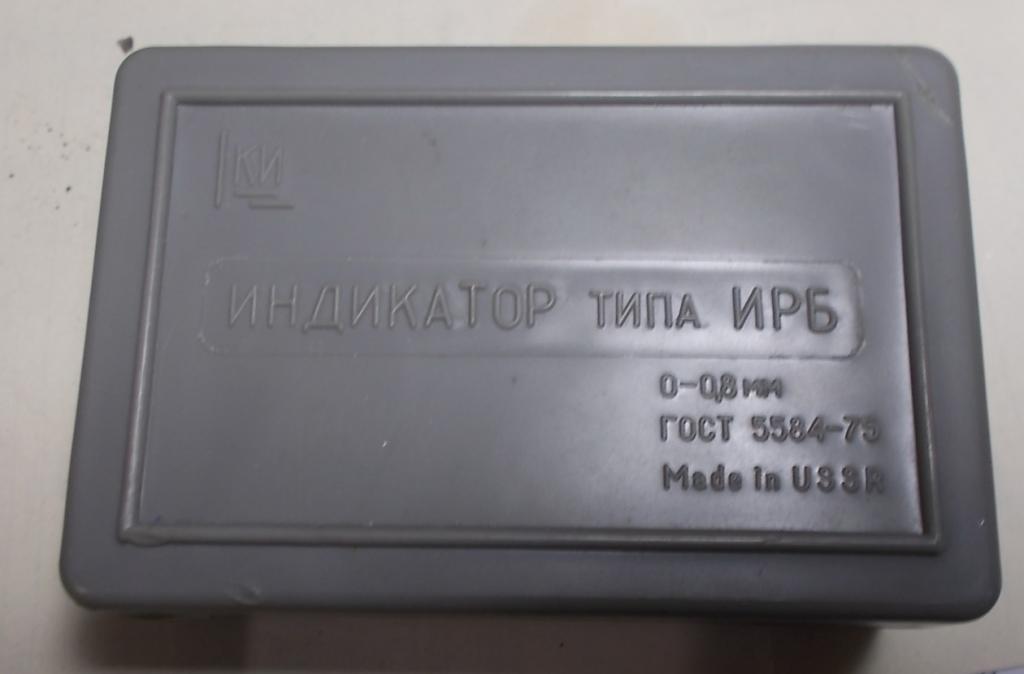 КИ
ИНДИКАТОР ТИПА ИРБ
0-0,8 мм
ГОСТ 5584-75
Made in USSR